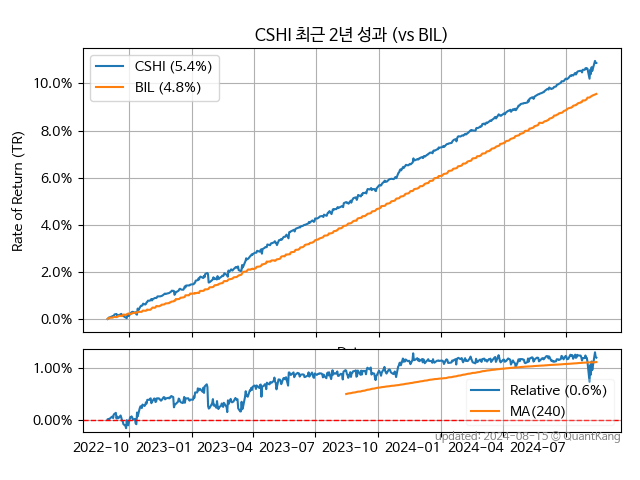 CSHI 최근 2년 성과 (vs BIL)
CSHI (5.4%)
BIL (4.8%)
Rate of Return (TR)
10.0%
8.0%
6.0%
4.0%
2.0%
0.0%
1.00%
0.00%
Relative (0.6%)
MA(240)
2022-10 2023-01 2023-04 2023-07 2023-10 2024-01 2024-04 2024-07
updated: 2024-08-15 © QuantKang